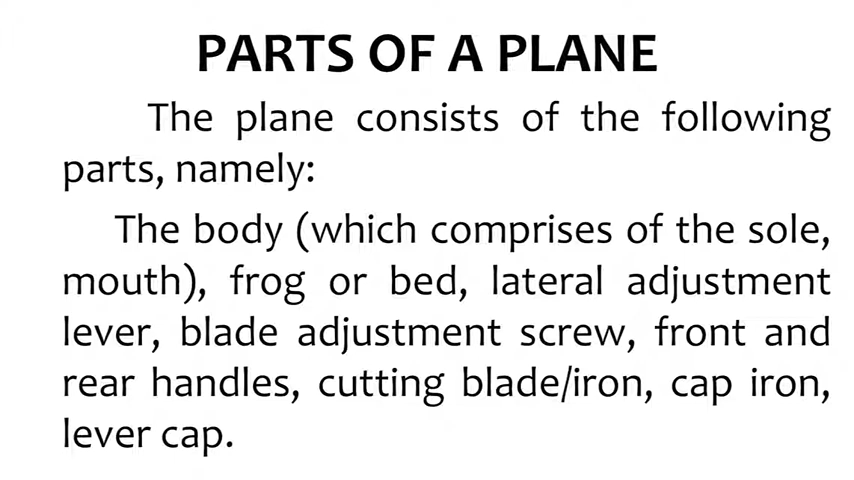 PARTS OF A PLANE
The plane consists of the following
parts, namely:
The body (which comprises of the sole,
mouth), frog or bed, lateral adjustment
lever, blade adjustment screw, front and
rear handles, cutting blade/iron, cap iron,
lever cap.